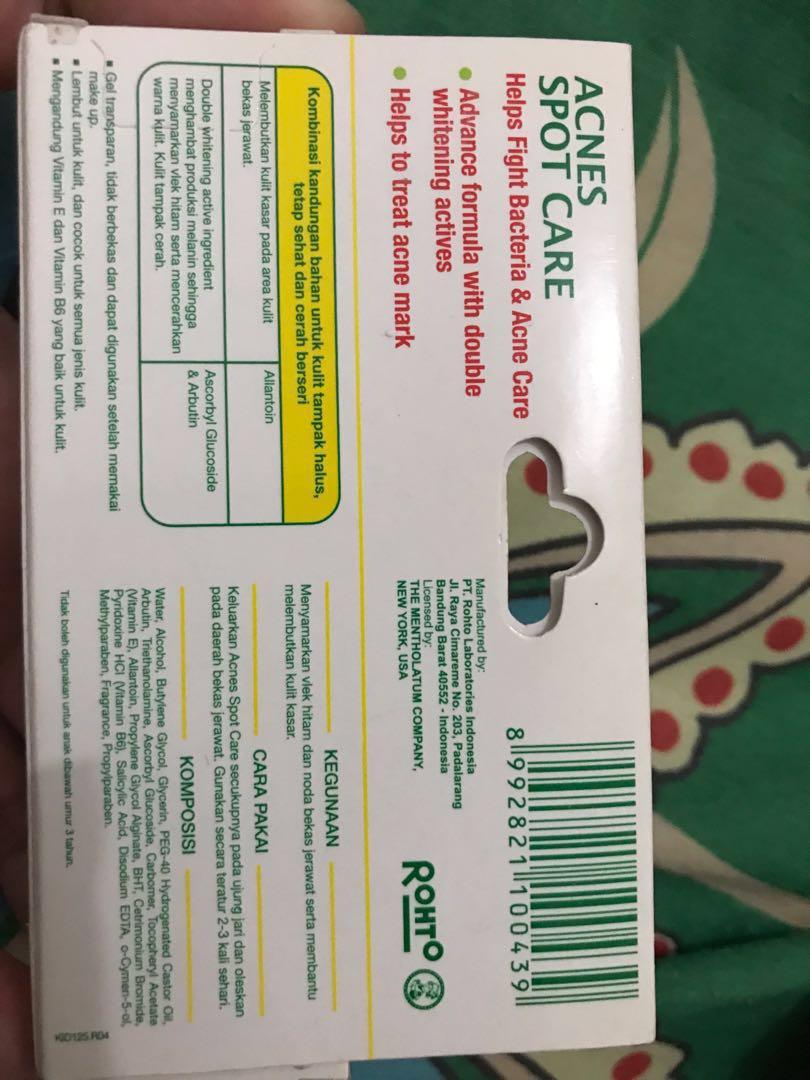 ACNES
SPOT CARE
Helps Fight Bacteria & Acne Care
• Advance formula with double
whitening actives
• Helps to treat acne mark
Kombinasi kandungan bahan untuk kulit tampak halus,
tetap sehat dan cerah berseri
Melembutkan kulit kasar pada area kulit
bekas jerawat.
Allantoin
Double whitening active ingredient
menghambat produksi melanin sehingga
menyamarkan vlek hitam serta mencerahkan
warna kulit. Kulit tampak cerah.
Ascorbyl Glucoside
& Arbutin
▪ Gel transparan, tidak berbekas dan dapat digunakan setelah memakai
make up.
▪ Lembut untuk kulit, dan cocok untuk semua jenis kulit.
▪ Mengandung Vitamin E dan Vitamin B6 yang baik untuk kulit.
8 992821 100439
Manufactured by:
PT. Rohto Laboratories Indonesia
Jl. Raya Cimareme No. 203, Padalarang
Bandung Barat 40552 - Indonesia
Licensed by:
THE MENTHOLATUM COMPANY,
NEW YORK, USA
ROHTO
KEGUNAAN
Menyamarkan vlek hitam dan noda bekas jerawat serta membantu
melembutkan kulit kasar.
CARA PAKAI
Keluarkan Acnes Spot Care secukupnya pada ujung jari dan oleskan
pada daerah bekas jerawat. Gunakan secara teratur 2-3 kali sehari.
KOMPOSISI
Water, Alcohol, Butylene Glycol, Glycerin, PEG-40 Hydrogenated Castor Oil,
Arbutin, Triethanolamine, Ascorbyl Glucoside, Carbomer, Tocopheryl Acetate
(Vitamin E), Allantoin, Propylene Glycol Alginate, BHT, Cetrimonium Bromide,
Pyridoxine HCl (Vitamin B6), Salicylic Acid, Disodium EDTA, o-Cymen-5-ol,
Methylparaben, Fragrance, Propylparaben.
Tidak boleh digunakan untuk anak dibawah umur 3 tahun.
KID125.R04